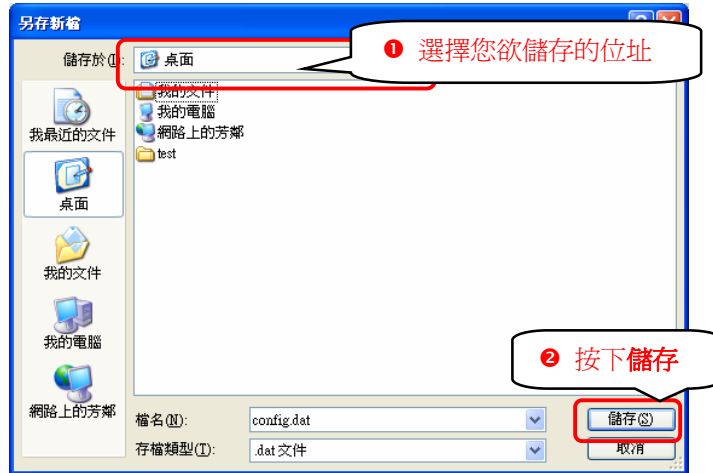 另存新檔
儲存於(I):
桌面
❶ 選擇您欲儲存的位址
我的文件
我的電腦
網路上的芳鄰
test
我最近的文件
桌面
我的文件
我的電腦
網路上的芳鄰
❷ 按下儲存
檔名(N):
config.dat
儲存(S)
存檔類型(T):
.dat 文件
取消